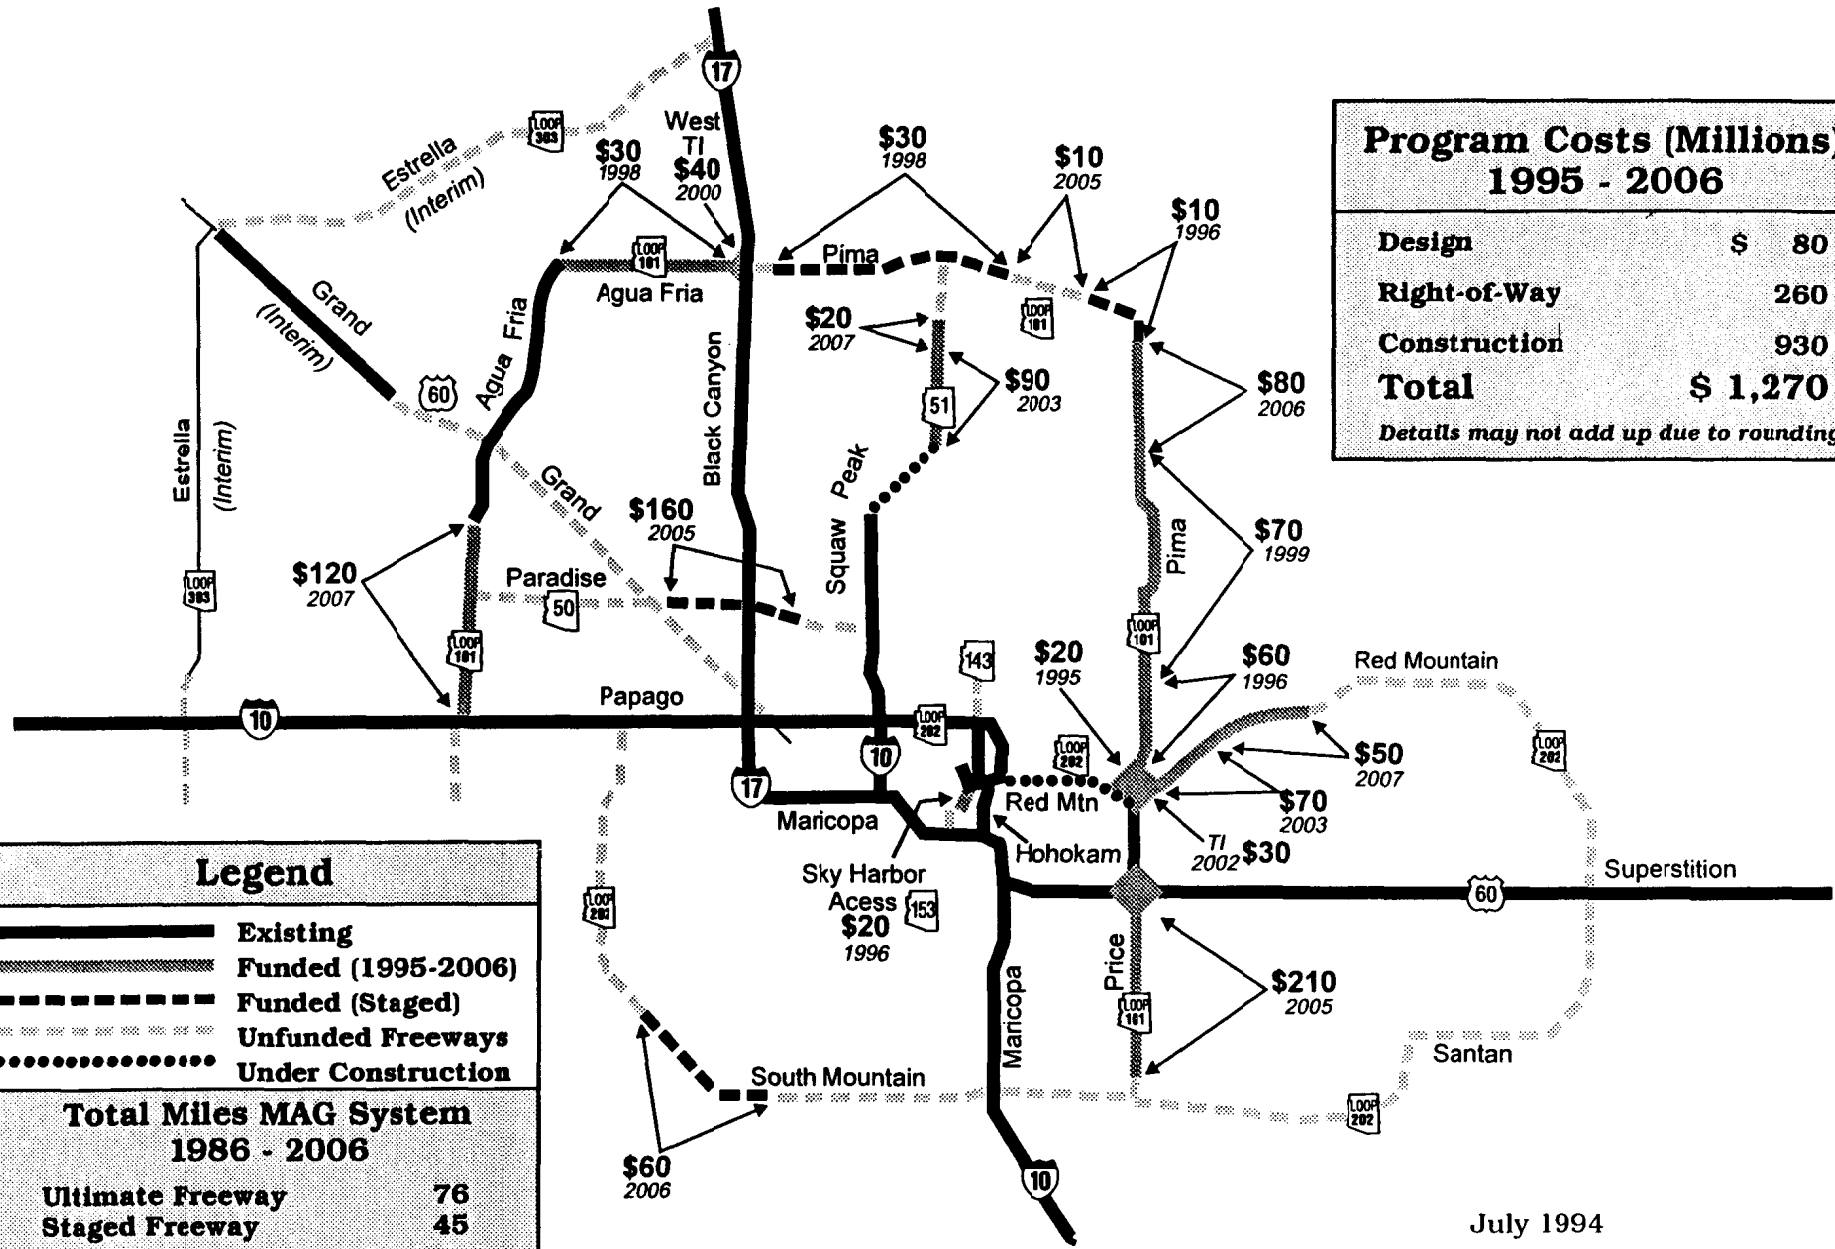 17
West
TI
$40
2000
LOOP
303
Estrella
(Interim)
$30
1998
$30
1998
$10
2005
$10
1996
Program Costs (Millions)
1995 - 2006
Design $ 80
Right-of-Way 260
Construction 930
Total $ 1,270
Details may not add up due to rounding
LOOP
101
Agua Fria
Pima
LOOP
101
Grand
(Interim)
60
Agua Fria
Black Canyon
$20
2007
$90
2003
51
$80
2006
Estrella
(Interim)
Grand
$160
2005
Squaw Peak
$70
1999
Pima
LOOP
303
$120
2007
Paradise
50
LOOP
101
LOOP
101
143
$20
1995
$60
1996
Red Mountain
Papago
10
LOOP
202
10
LOOP
202
$50
2007
LOOP
202
17
Maricopa
Red Mtn
$70
2003
Hohokam
TI
2002 $30
Sky Harbor
Acess
$20
1996
153
60
Superstition
LOOP
201
Legend
Existing
Funded (1995-2006)
Funded (Staged)
Unfunded Freeways
Under Construction
Total Miles MAG System
1986 - 2006
Ultimate Freeway 76
Staged Freeway 45
Maricopa
Price
LOOP
101
$210
2005
Santan
South Mountain
LOOP
202
$60
2006
10
July 1994